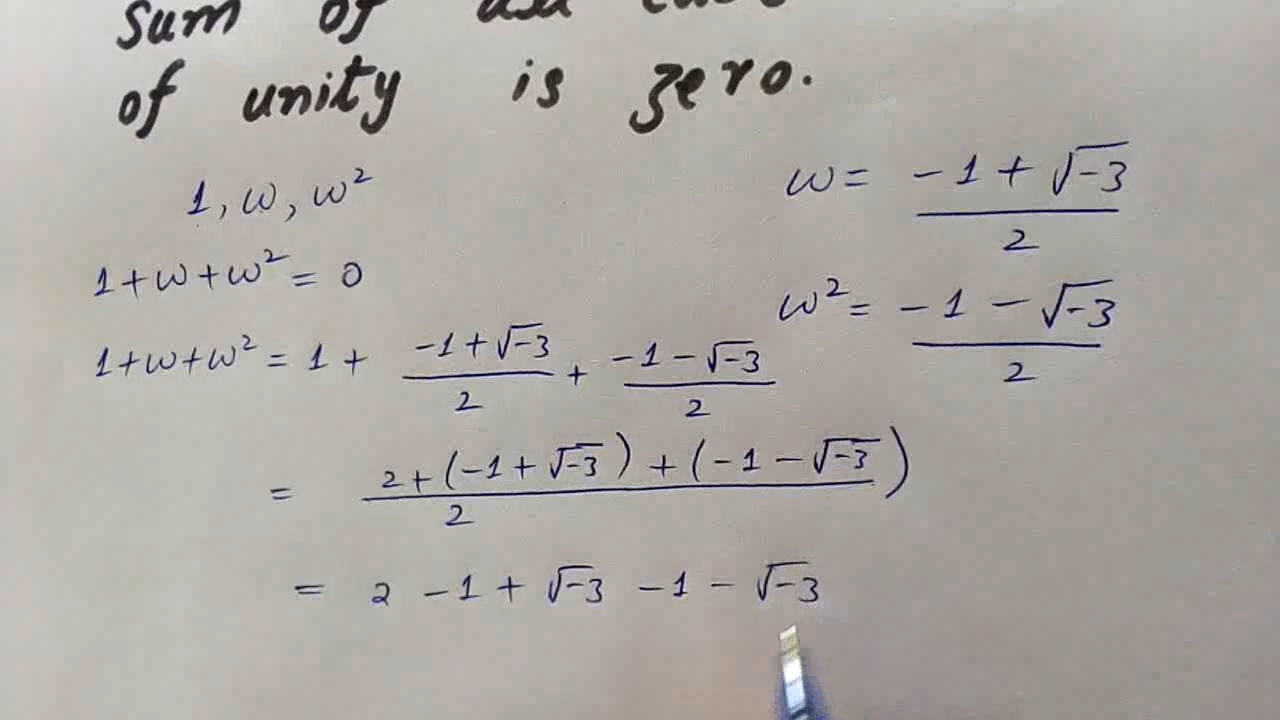 Sum of all cube
of unity is zero.
1, ω, ω²
1+ω+ω² = 0
1+ω+ω² = 1 + (-1+√-3)/2 + (-1-√-3)/2
= (2+(-1+√-3)+(-1-√-3))/2
= 2 -1+√-3 -1-√-3
ω = (-1+√-3)/2
ω² = (-1-√-3)/2